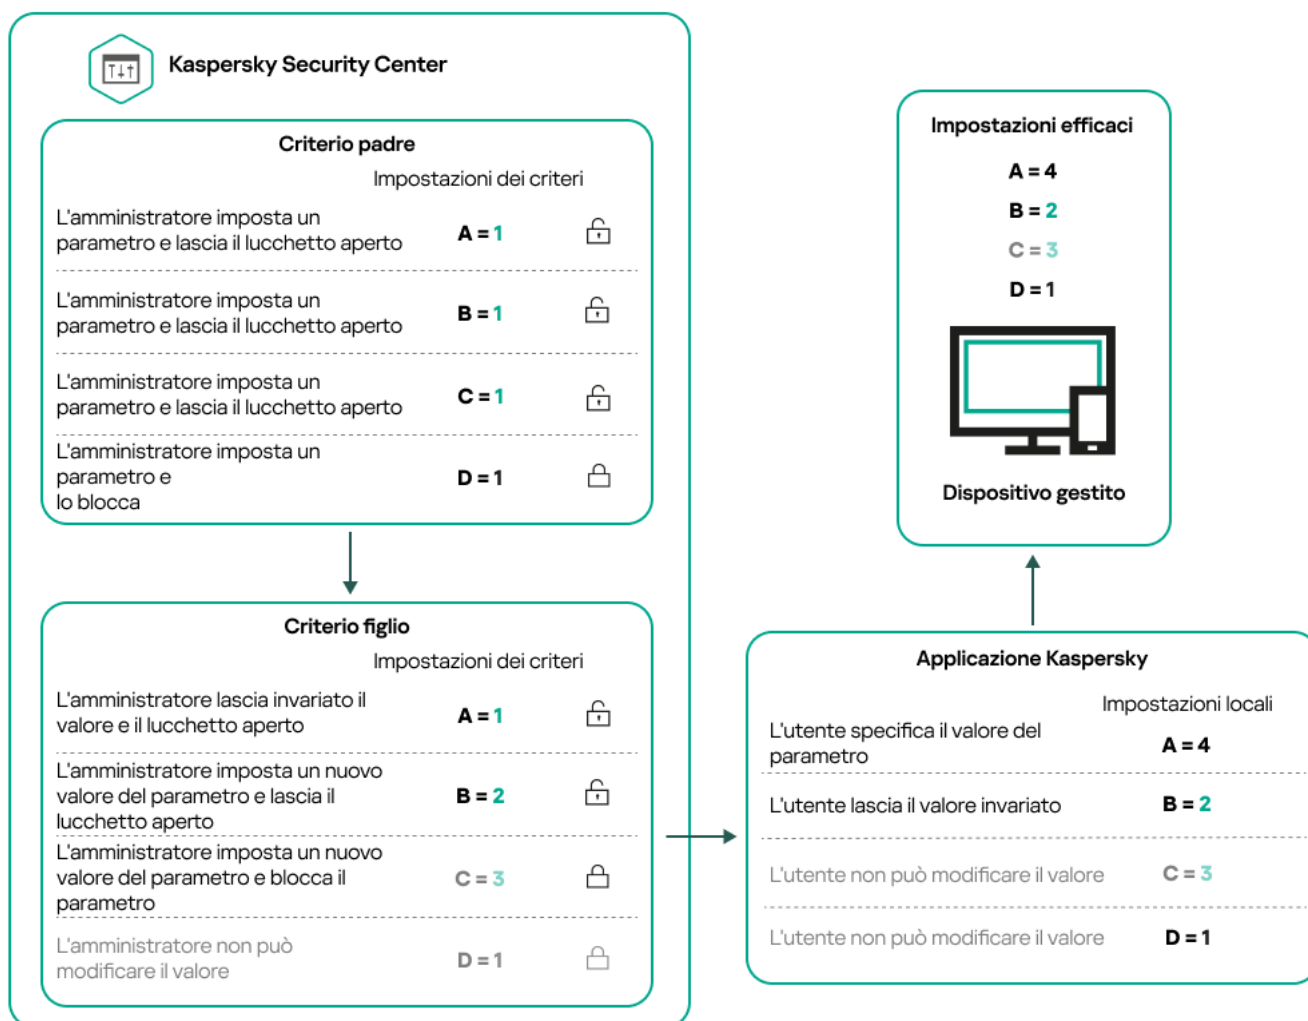 Kaspersky Security Center
Criterio padre
Impostazioni dei criteri
L'amministratore imposta un
parametro e lascia il lucchetto aperto
A = 1
L'amministratore imposta un
parametro e lascia il lucchetto aperto
B = 1
L'amministratore imposta un
parametro e lascia il lucchetto aperto
C = 1
L'amministratore imposta un
parametro e
lo blocca
D = 1
Criterio figlio
Impostazioni dei criteri
L'amministratore lascia invariato il
valore e il lucchetto aperto
A = 1
L'amministratore imposta un nuovo
valore del parametro e lascia il
lucchetto aperto
B = 2
L'amministratore imposta un nuovo
valore del parametro e blocca il
parametro
C = 3
L'amministratore non può
modificare il valore
D = 1
Applicazione Kaspersky
Impostazioni locali
L'utente specifica il valore del
parametro
A = 4
L'utente lascia il valore invariato
B = 2
L'utente non può modificare il valore
C = 3
L'utente non può modificare il valore
D = 1
Impostazioni efficaci
A = 4
B = 2
C = 3
D = 1
Dispositivo gestito